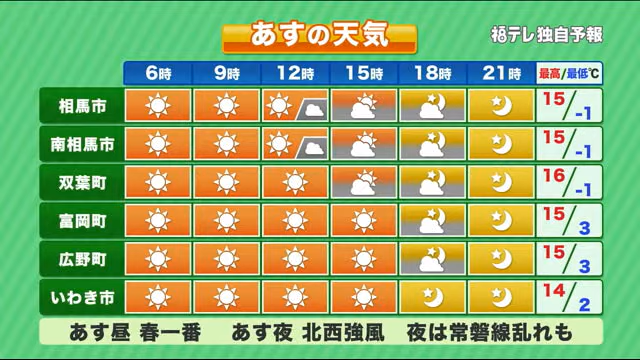 あすの天気
福テレ独自予報
6時 9時 12時 15時 18時 21時 最高/最低℃
相馬市 15/-1
南相馬市 15/-1
双葉町 16/-1
富岡町 15/3
広野町 15/3
いわき市 14/2
あす昼 春一番 あす夜 北西強風 夜は常磐線乱れも